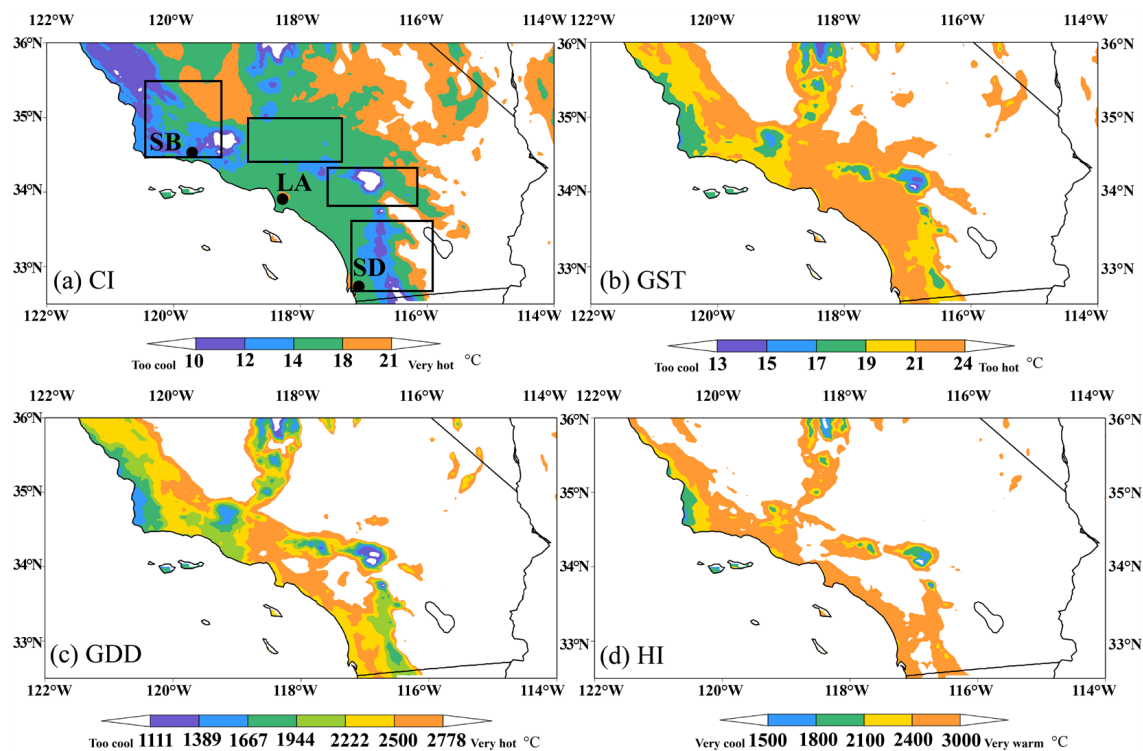 122°W 120°W 118°W 116°W 114°W
122°W 120°W 118°W 116°W 114°W
36°N 36°N
36°N 36°N
35°N 35°N
35°N 35°N
SB
34°N LA 34°N
34°N 34°N
33°N SD 33°N
33°N 33°N
(a) CI
(b) GST
122°W 120°W 118°W 116°W 114°W
122°W 120°W 118°W 116°W 114°W
Too cool 10 12 14 18 21 Very hot °C
Too cool 13 15 17 19 21 24 Too hot °C
122°W 120°W 118°W 116°W 114°W
122°W 120°W 118°W 116°W 114°W
36°N 36°N
36°N 36°N
35°N 35°N
35°N 35°N
34°N 34°N
34°N 34°N
33°N 33°N
33°N 33°N
(c) GDD
(d) HI
122°W 120°W 118°W 116°W 114°W
122°W 120°W 118°W 116°W 114°W
Too cool 1111 1389 1667 1944 2222 2500 2778 Very hot °C
Very cool 1500 1800 2100 2400 3000 Very warm °C